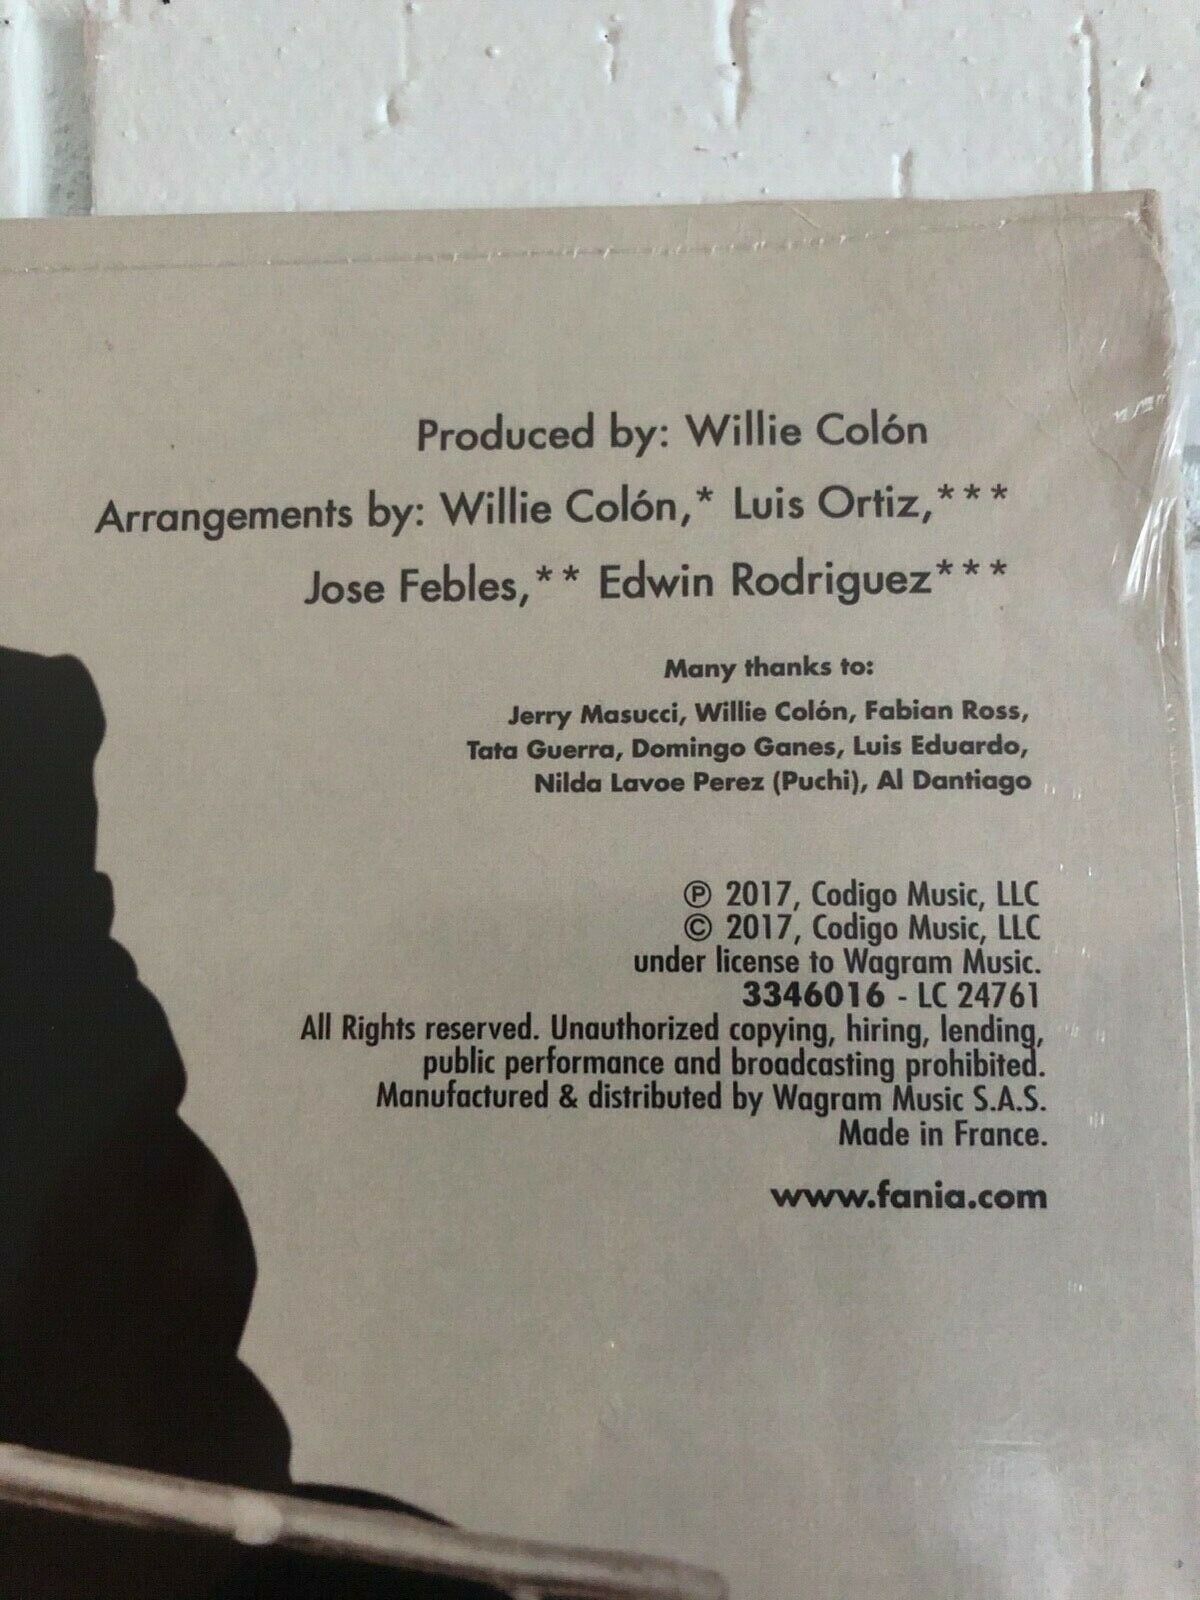 Produced by: Willie Colón
Arrangements by: Willie Colón,* Luis Ortiz,***
Jose Febles,** Edwin Rodriguez***
Many thanks to:
Jerry Masucci, Willie Colón, Fabian Ross,
Tata Guerra, Domingo Ganes, Luis Eduardo,
Nilda Lavoe Perez (Puchi), Al Dantiago
℗ 2017, Codigo Music, LLC
© 2017, Codigo Music, LLC
under license to Wagram Music.
3346016 - LC 24761
All Rights reserved. Unauthorized copying, hiring, lending,
public performance and broadcasting prohibited.
Manufactured & distributed by Wagram Music S.A.S.
Made in France.
www.fania.com